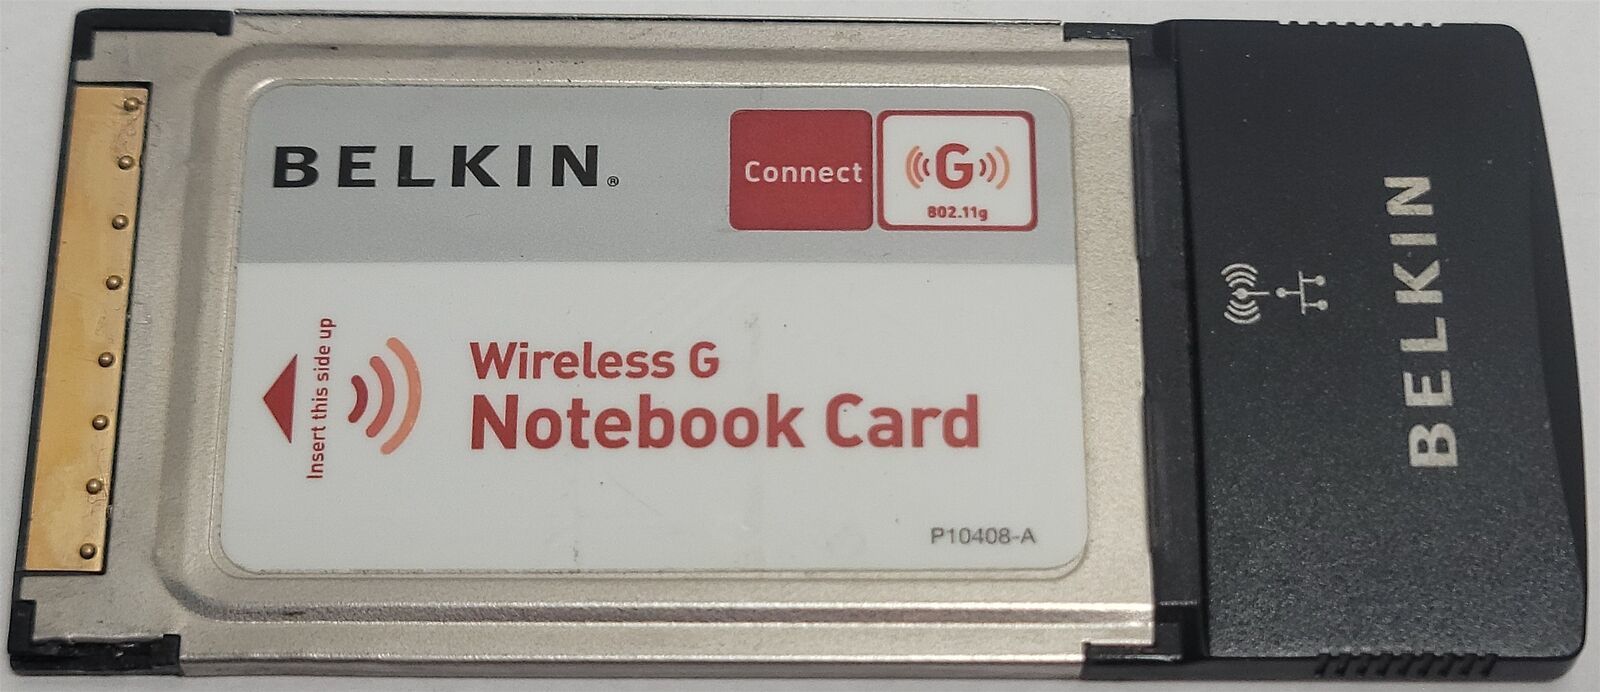 BELKIN®
Connect
G
802.11g
Insert this side up
Wireless G
Notebook Card
P10408-A
BELKIN